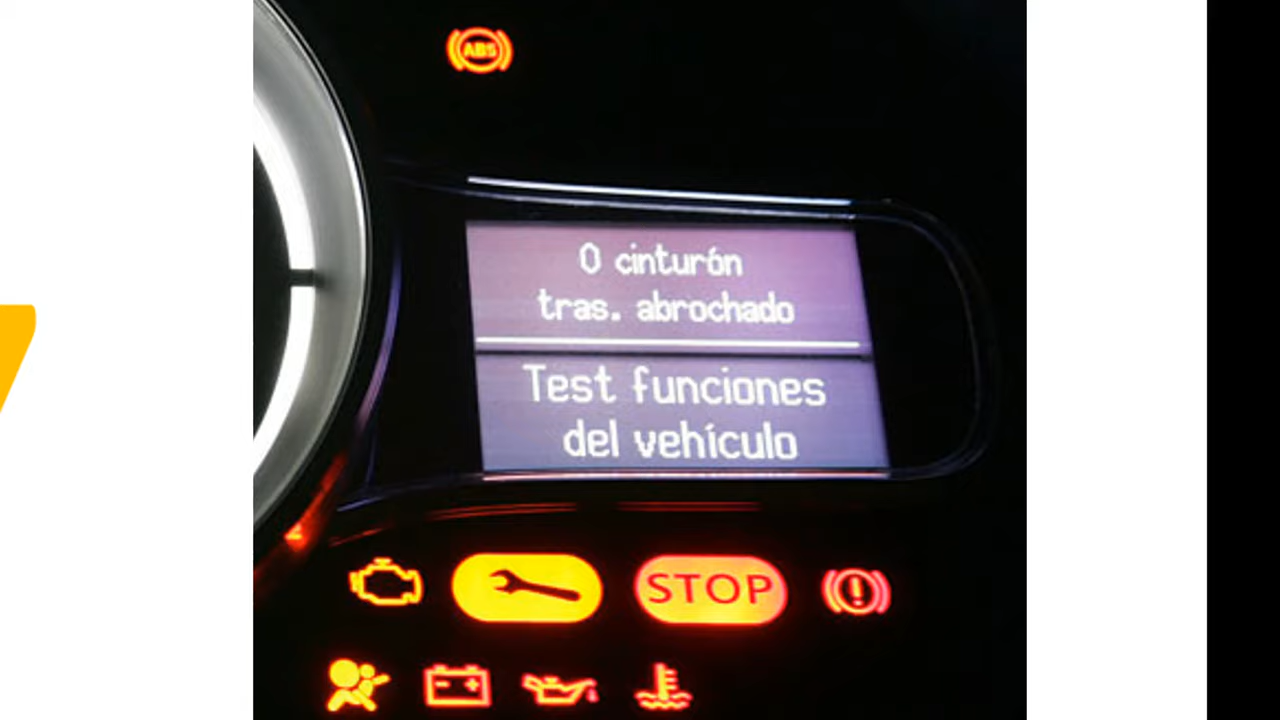 ABS
0 cinturón
tras. abrochado
Test funciones
del vehículo
STOP